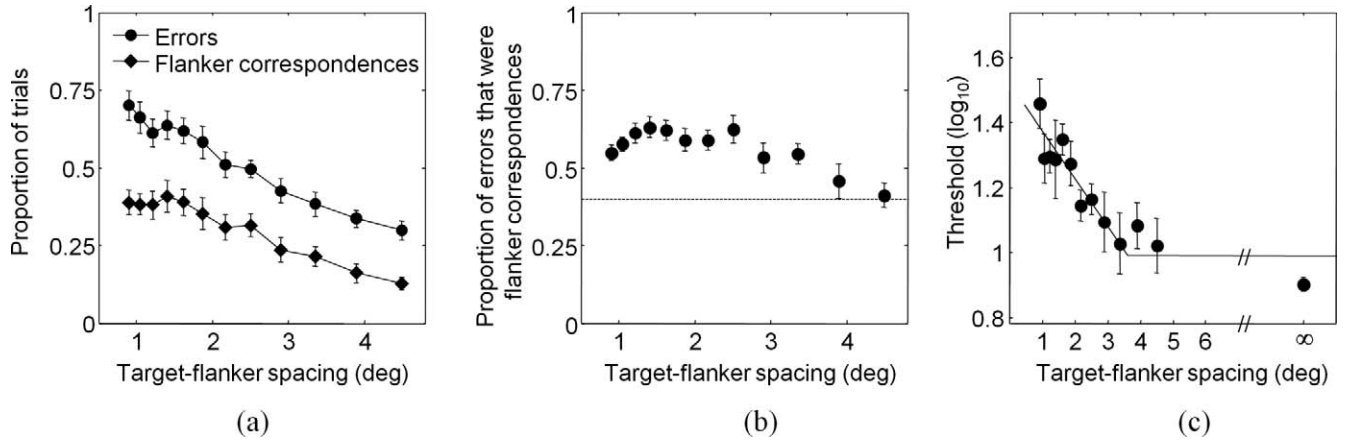 1
0.75
0.5
0.25
0
Proportion of trials
Errors
Flanker correspondences
1 2 3 4
Target-flanker spacing (deg)
(a)
1
0.75
0.5
0.25
0
Proportion of errors that were
flanker correspondences
1 2 3 4
Target-flanker spacing (deg)
(b)
1.6
1.4
1.2
1
0.8
Threshold (log10)
1 2 3 4 5 6 // ∞
Target-flanker spacing (deg)
(c)